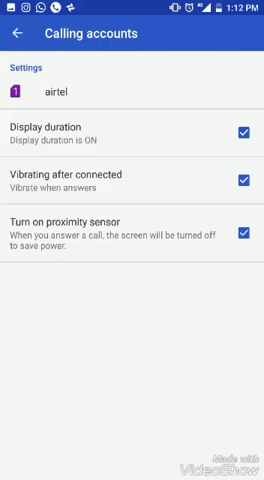 1:12 PM
Calling accounts
Settings
1 airtel
Display duration
Display duration is ON
Vibrating after connected
Vibrate when answers
Turn on proximity sensor
When you answer a call, the screen will be turned off
to save power.
Made with
VideoShow